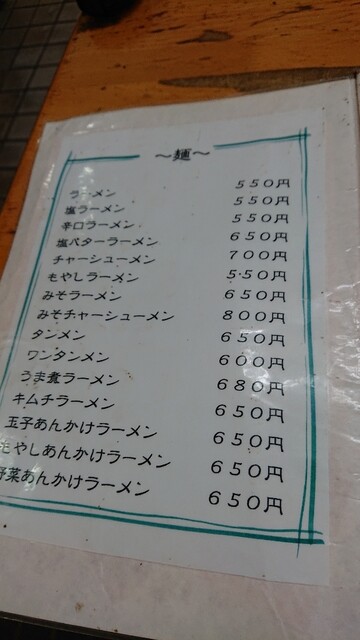 ～麺～
ラーメン ５５０円
塩ラーメン ５５０円
辛口ラーメン ５５０円
塩バターラーメン ６５０円
チャーシューメン ７００円
もやしラーメン ５５０円
みそラーメン ６５０円
みそチャーシューメン ８００円
タンメン ６５０円
ワンタンメン ６００円
うま煮ラーメン ６８０円
キムチラーメン ６５０円
玉子あんかけラーメン ６５０円
もやしあんかけラーメン ６５０円
野菜あんかけラーメン ６５０円